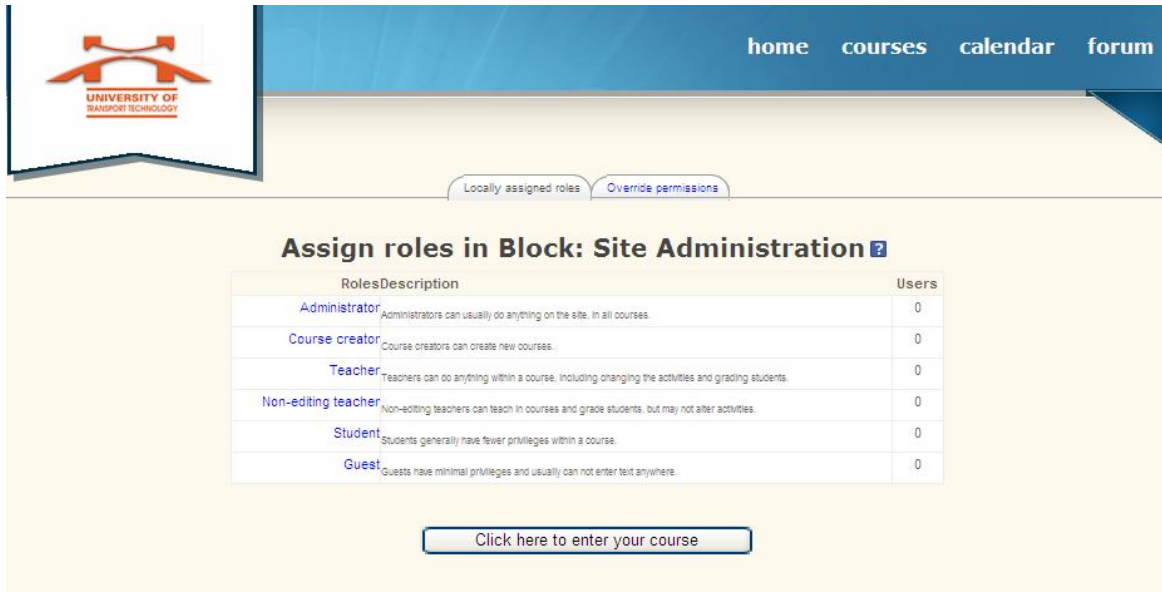 home courses calendar forum
UNIVERSITY OF
TRANSPORT TECHNOLOGY
Locally assigned roles Override permissions
Assign roles in Block: Site Administration ?
Roles Description Users
Administrator Administrators can usually do anything on the site, in all courses. 0
Course creator Course creators can create new courses. 0
Teacher Teachers can do anything within a course, including changing the activities and grading students. 0
Non-editing teacher Non-editing teachers can teach in courses and grade students, but may not alter activities. 0
Student Students generally have fewer privileges within a course. 0
Guest Guests have minimal privileges and usually can not enter text anywhere. 0
Click here to enter your course